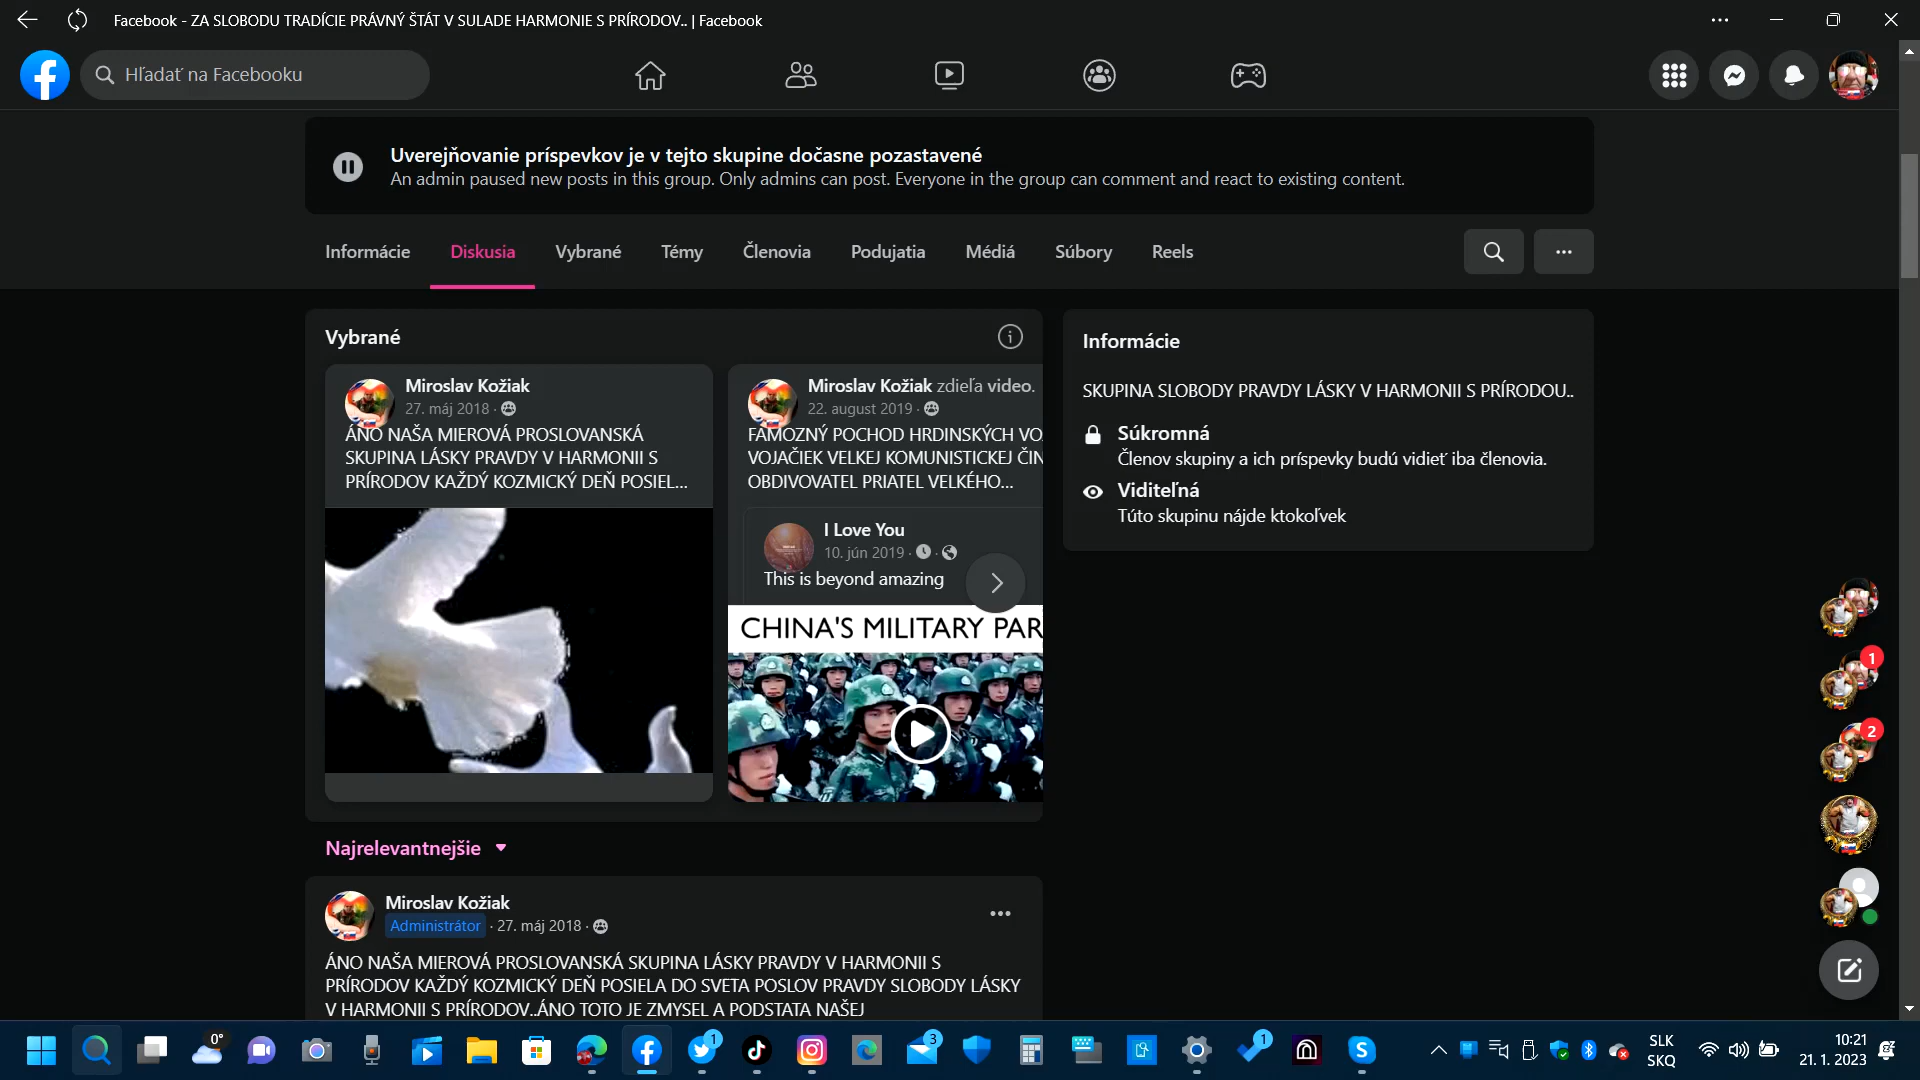 Facebook - ZA SLOBODU TRADÍCIE PRÁVNÝ ŠTÁT V SULADE HARMONIE S PRÍRODOV.. | Facebook
Hľadať na Facebooku
Uverejňovanie príspevkov je v tejto skupine dočasne pozastavené
An admin paused new posts in this group. Only admins can post. Everyone in the group can comment and react to existing content.
Informácie Diskusia Vybrané Témy Členovia Podujatia Médiá Súbory Reels
Vybrané
Miroslav Kožiak
27. máj 2018 ·
ÁNO NAŠA MIEROVÁ PROSLOVANSKÁ
SKUPINA LÁSKY PRAVDY V HARMONII S
PRÍRODOV KAŽDÝ KOZMICKÝ DEŇ POSIEL...
Miroslav Kožiak zdieľa video.
22. august 2019 ·
FAMOZNÝ POCHOD HRDINSKÝCH VO
VOJAČIEK VELKEJ KOMUNISTICKEJ ČIN
OBDIVOVATEL PRIATEL VELKÉHO...
I Love You
10. jún 2019 · ·
This is beyond amazing
CHINA'S MILITARY PAR
Informácie
SKUPINA SLOBODY PRAVDY LÁSKY V HARMONII S PRÍRODOU..
Súkromná
Členov skupiny a ich príspevky budú vidieť iba členovia.
Viditeľná
Túto skupinu nájde ktokoľvek
1
2
Najrelevantnejšie
Miroslav Kožiak
Administrátor · 27. máj 2018 ·
ÁNO NAŠA MIEROVÁ PROSLOVANSKÁ SKUPINA LÁSKY PRAVDY V HARMONII S
PRÍRODOV KAŽDÝ KOZMICKÝ DEŇ POSIELA DO SVETA POSLOV PRAVDY SLOBODY LÁSKY
V HARMONII S PRÍRODOV..ÁNO TOTO JE ZMYSEL A PODSTATA NAŠEJ
0°
1
3
1
SLK
SKQ
10:21
21. 1. 2023